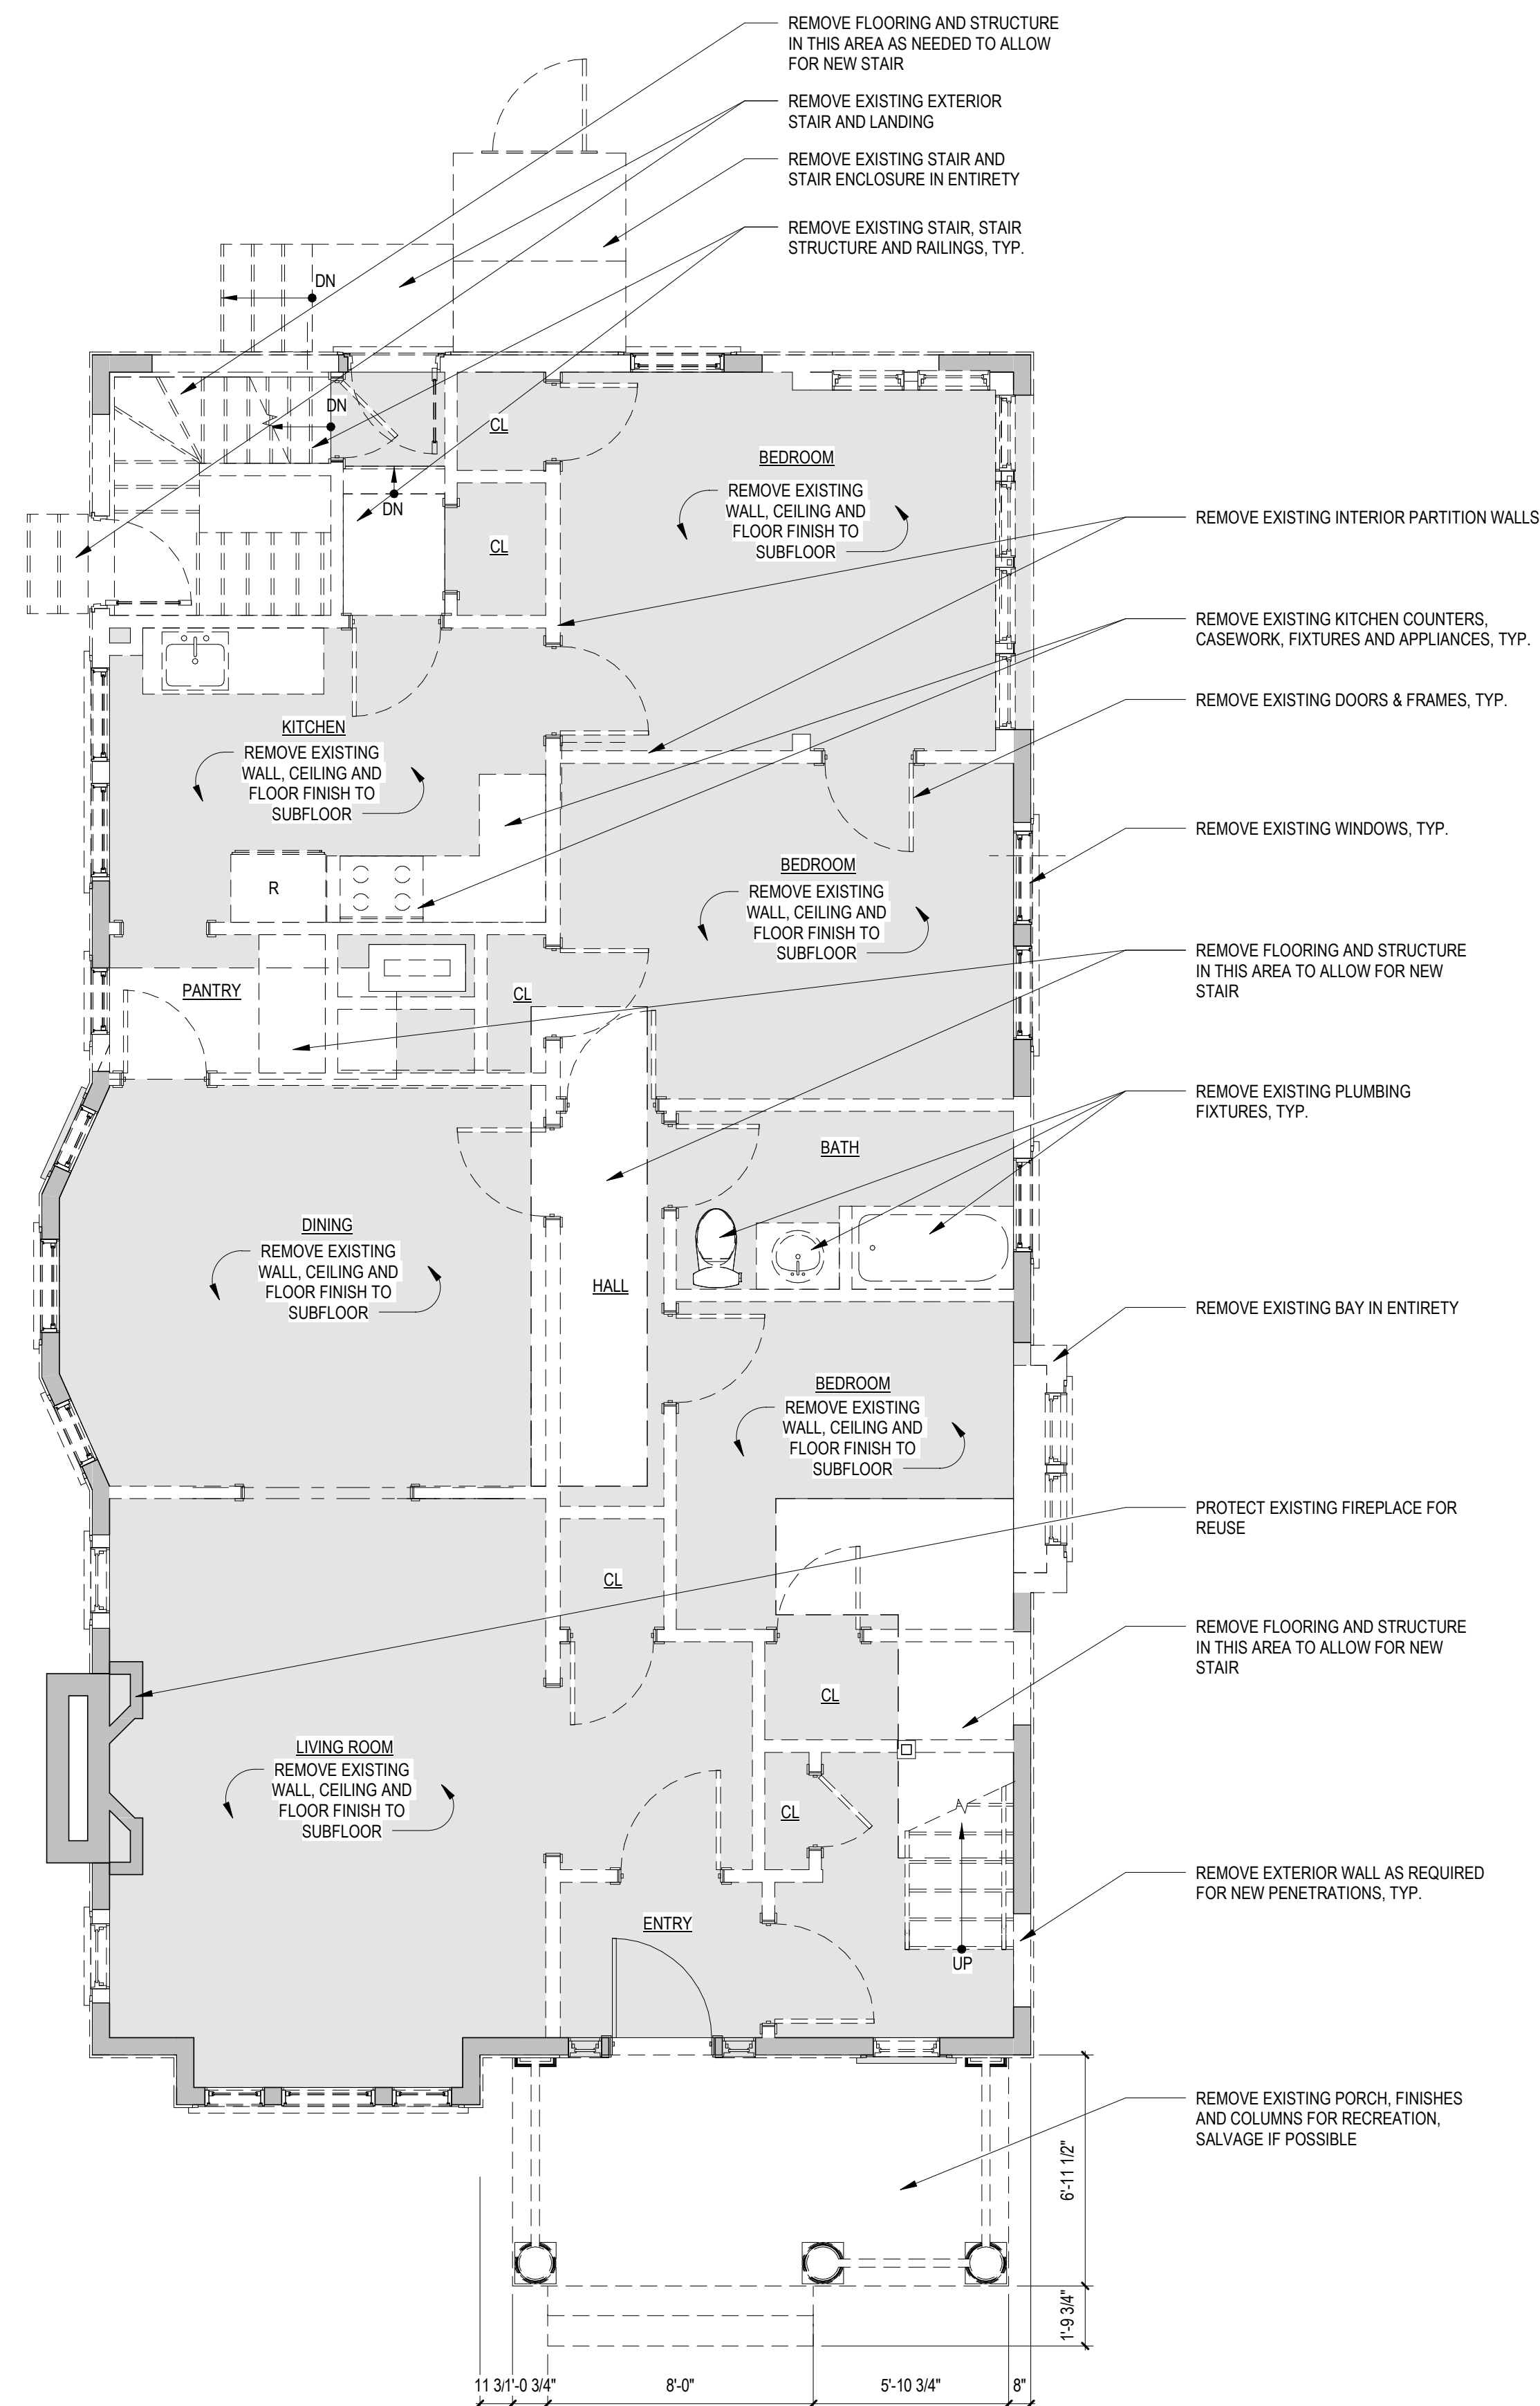 REMOVE FLOORING AND STRUCTURE
IN THIS AREA AS NEEDED TO ALLOW
FOR NEW STAIR
REMOVE EXISTING EXTERIOR
STAIR AND LANDING
REMOVE EXISTING STAIR AND
STAIR ENCLOSURE IN ENTIRETY
REMOVE EXISTING STAIR, STAIR
STRUCTURE AND RAILINGS, TYP.
DN
DN
DN
CL
CL
BEDROOM
REMOVE EXISTING
WALL, CEILING AND
FLOOR FINISH TO
SUBFLOOR
REMOVE EXISTING INTERIOR PARTITION WALLS
REMOVE EXISTING KITCHEN COUNTERS,
CASEWORK, FIXTURES AND APPLIANCES, TYP.
REMOVE EXISTING DOORS & FRAMES, TYP.
KITCHEN
REMOVE EXISTING
WALL, CEILING AND
FLOOR FINISH TO
SUBFLOOR
R
REMOVE EXISTING WINDOWS, TYP.
BEDROOM
REMOVE EXISTING
WALL, CEILING AND
FLOOR FINISH TO
SUBFLOOR
REMOVE FLOORING AND STRUCTURE
IN THIS AREA TO ALLOW FOR NEW
STAIR
PANTRY
CL
REMOVE EXISTING PLUMBING
FIXTURES, TYP.
BATH
DINING
REMOVE EXISTING
WALL, CEILING AND
FLOOR FINISH TO
SUBFLOOR
HALL
REMOVE EXISTING BAY IN ENTIRETY
BEDROOM
REMOVE EXISTING
WALL, CEILING AND
FLOOR FINISH TO
SUBFLOOR
PROTECT EXISTING FIREPLACE FOR
REUSE
CL
REMOVE FLOORING AND STRUCTURE
IN THIS AREA TO ALLOW FOR NEW
STAIR
CL
LIVING ROOM
REMOVE EXISTING
WALL, CEILING AND
FLOOR FINISH TO
SUBFLOOR
CL
REMOVE EXTERIOR WALL AS REQUIRED
FOR NEW PENETRATIONS, TYP.
ENTRY
UP
REMOVE EXISTING PORCH, FINISHES
AND COLUMNS FOR RECREATION,
SALVAGE IF POSSIBLE
6'-11 1/2"
1'-9 3/4"
11 3/
1'-0 3/4"
8'-0"
5'-10 3/4"
8"